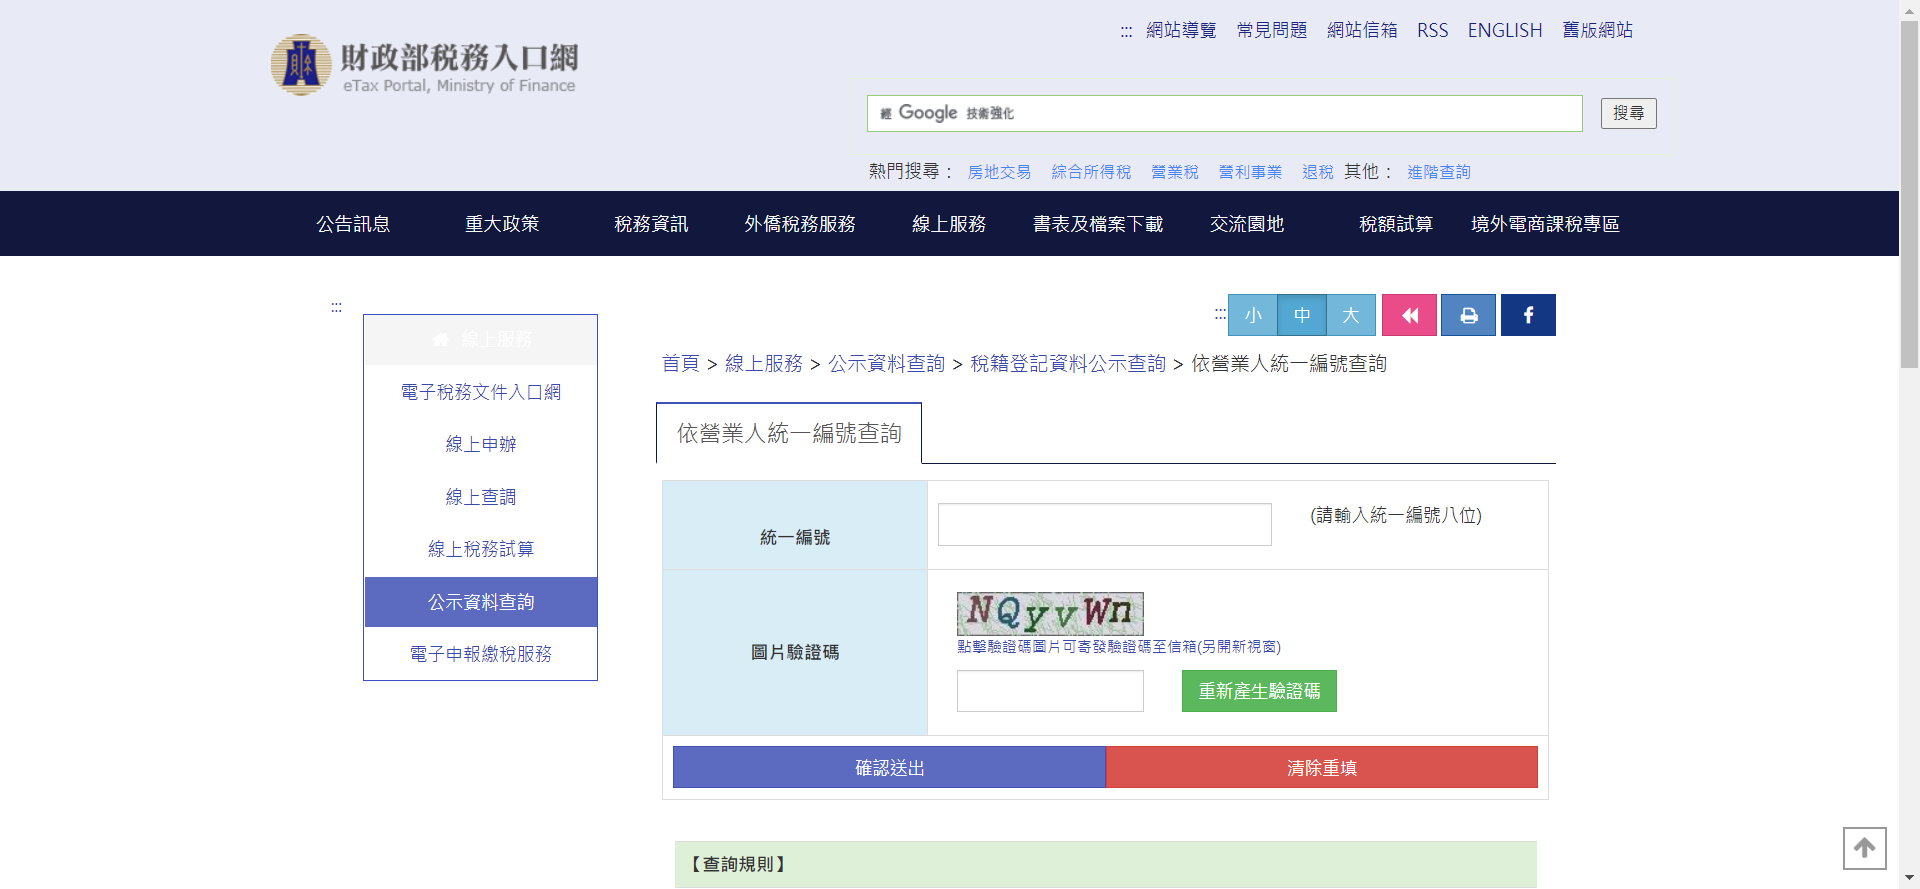 財政部稅務入口網
eTax Portal, Ministry of Finance
::: 網站導覽 常見問題 網站信箱 RSS ENGLISH 舊版網站
經 Google 技術強化
搜尋
熱門搜尋： 房地交易 綜合所得稅 營業稅 營利事業 退稅 其他： 進階查詢
公告訊息 重大政策 稅務資訊 外僑稅務服務 線上服務 書表及檔案下載 交流園地 稅額試算 境外電商課稅專區
:::
線上服務
電子稅務文件入口網
線上申辦
線上查調
線上稅務試算
公示資料查詢
電子申報繳稅服務
::: 小 中 大 f
首頁 > 線上服務 > 公示資料查詢 > 稅籍登記資料公示查詢 > 依營業人統一編號查詢
依營業人統一編號查詢
統一編號
(請輸入統一編號八位)
圖片驗證碼
NQyvWn
點擊驗證碼圖片可寄發驗證碼至信箱(另開新視窗)
重新產生驗證碼
確認送出
清除重填
【查詢規則】